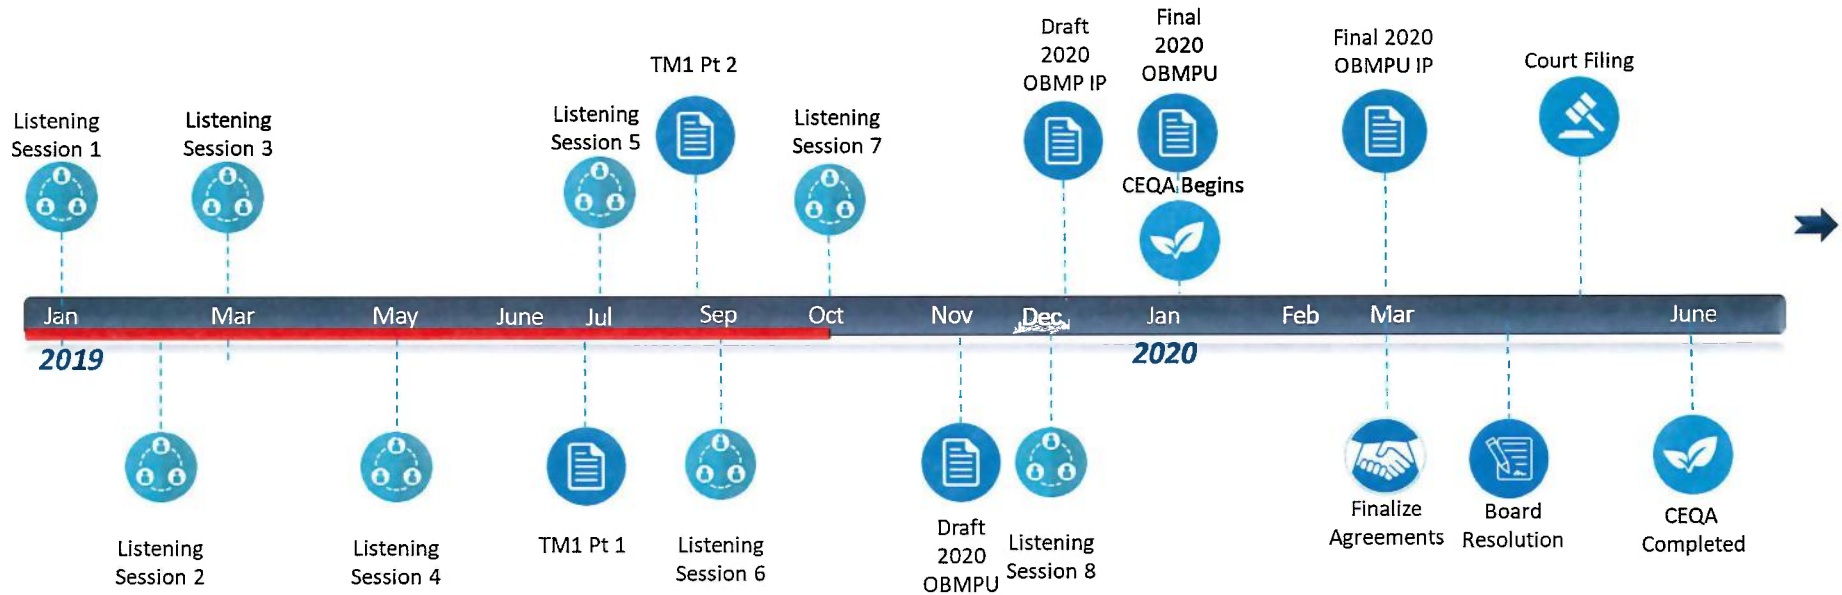 Listening
Session 1
Listening
Session 3
Listening
Session 5
TM1 Pt 2
Listening
Session 7
Draft
2020
OBMP IP
Final
2020
OBMPU
CEQA Begins
Final 2020
OBMPU IP
Court Filing
Jan
Mar
May
June
Jul
Sep
Oct
Nov
Dec
Jan
Feb
Mar
June
2019
2020
Listening
Session 2
Listening
Session 4
TM1 Pt 1
Listening
Session 6
Draft
2020
OBMPU
Listening
Session 8
Finalize
Agreements
Board
Resolution
CEQA
Completed